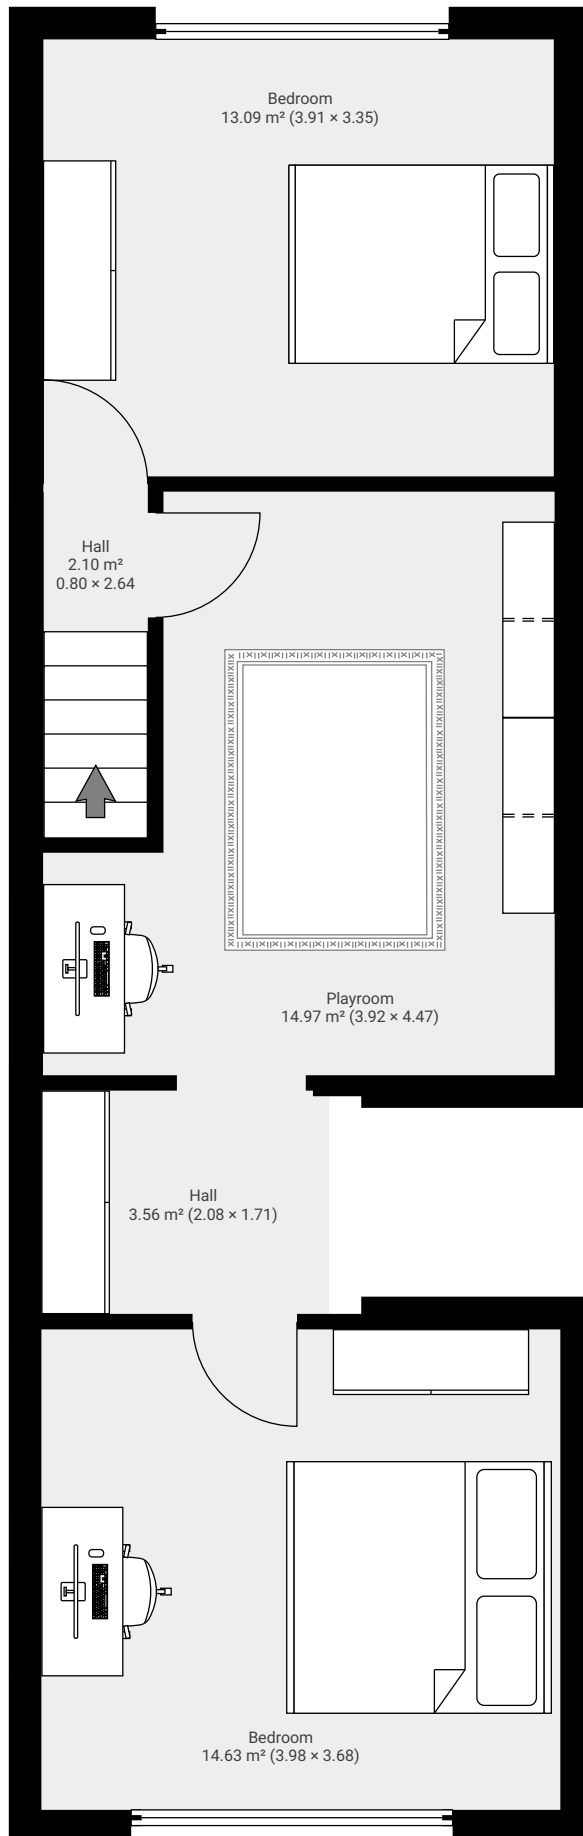 Bedroom
13.09 m² (3.91 × 3.35)
Hall
2.10 m²
0.80 × 2.64
Playroom
14.97 m² (3.92 × 4.47)
Hall
3.56 m² (2.08 × 1.71)
Bedroom
14.63 m² (3.98 × 3.68)